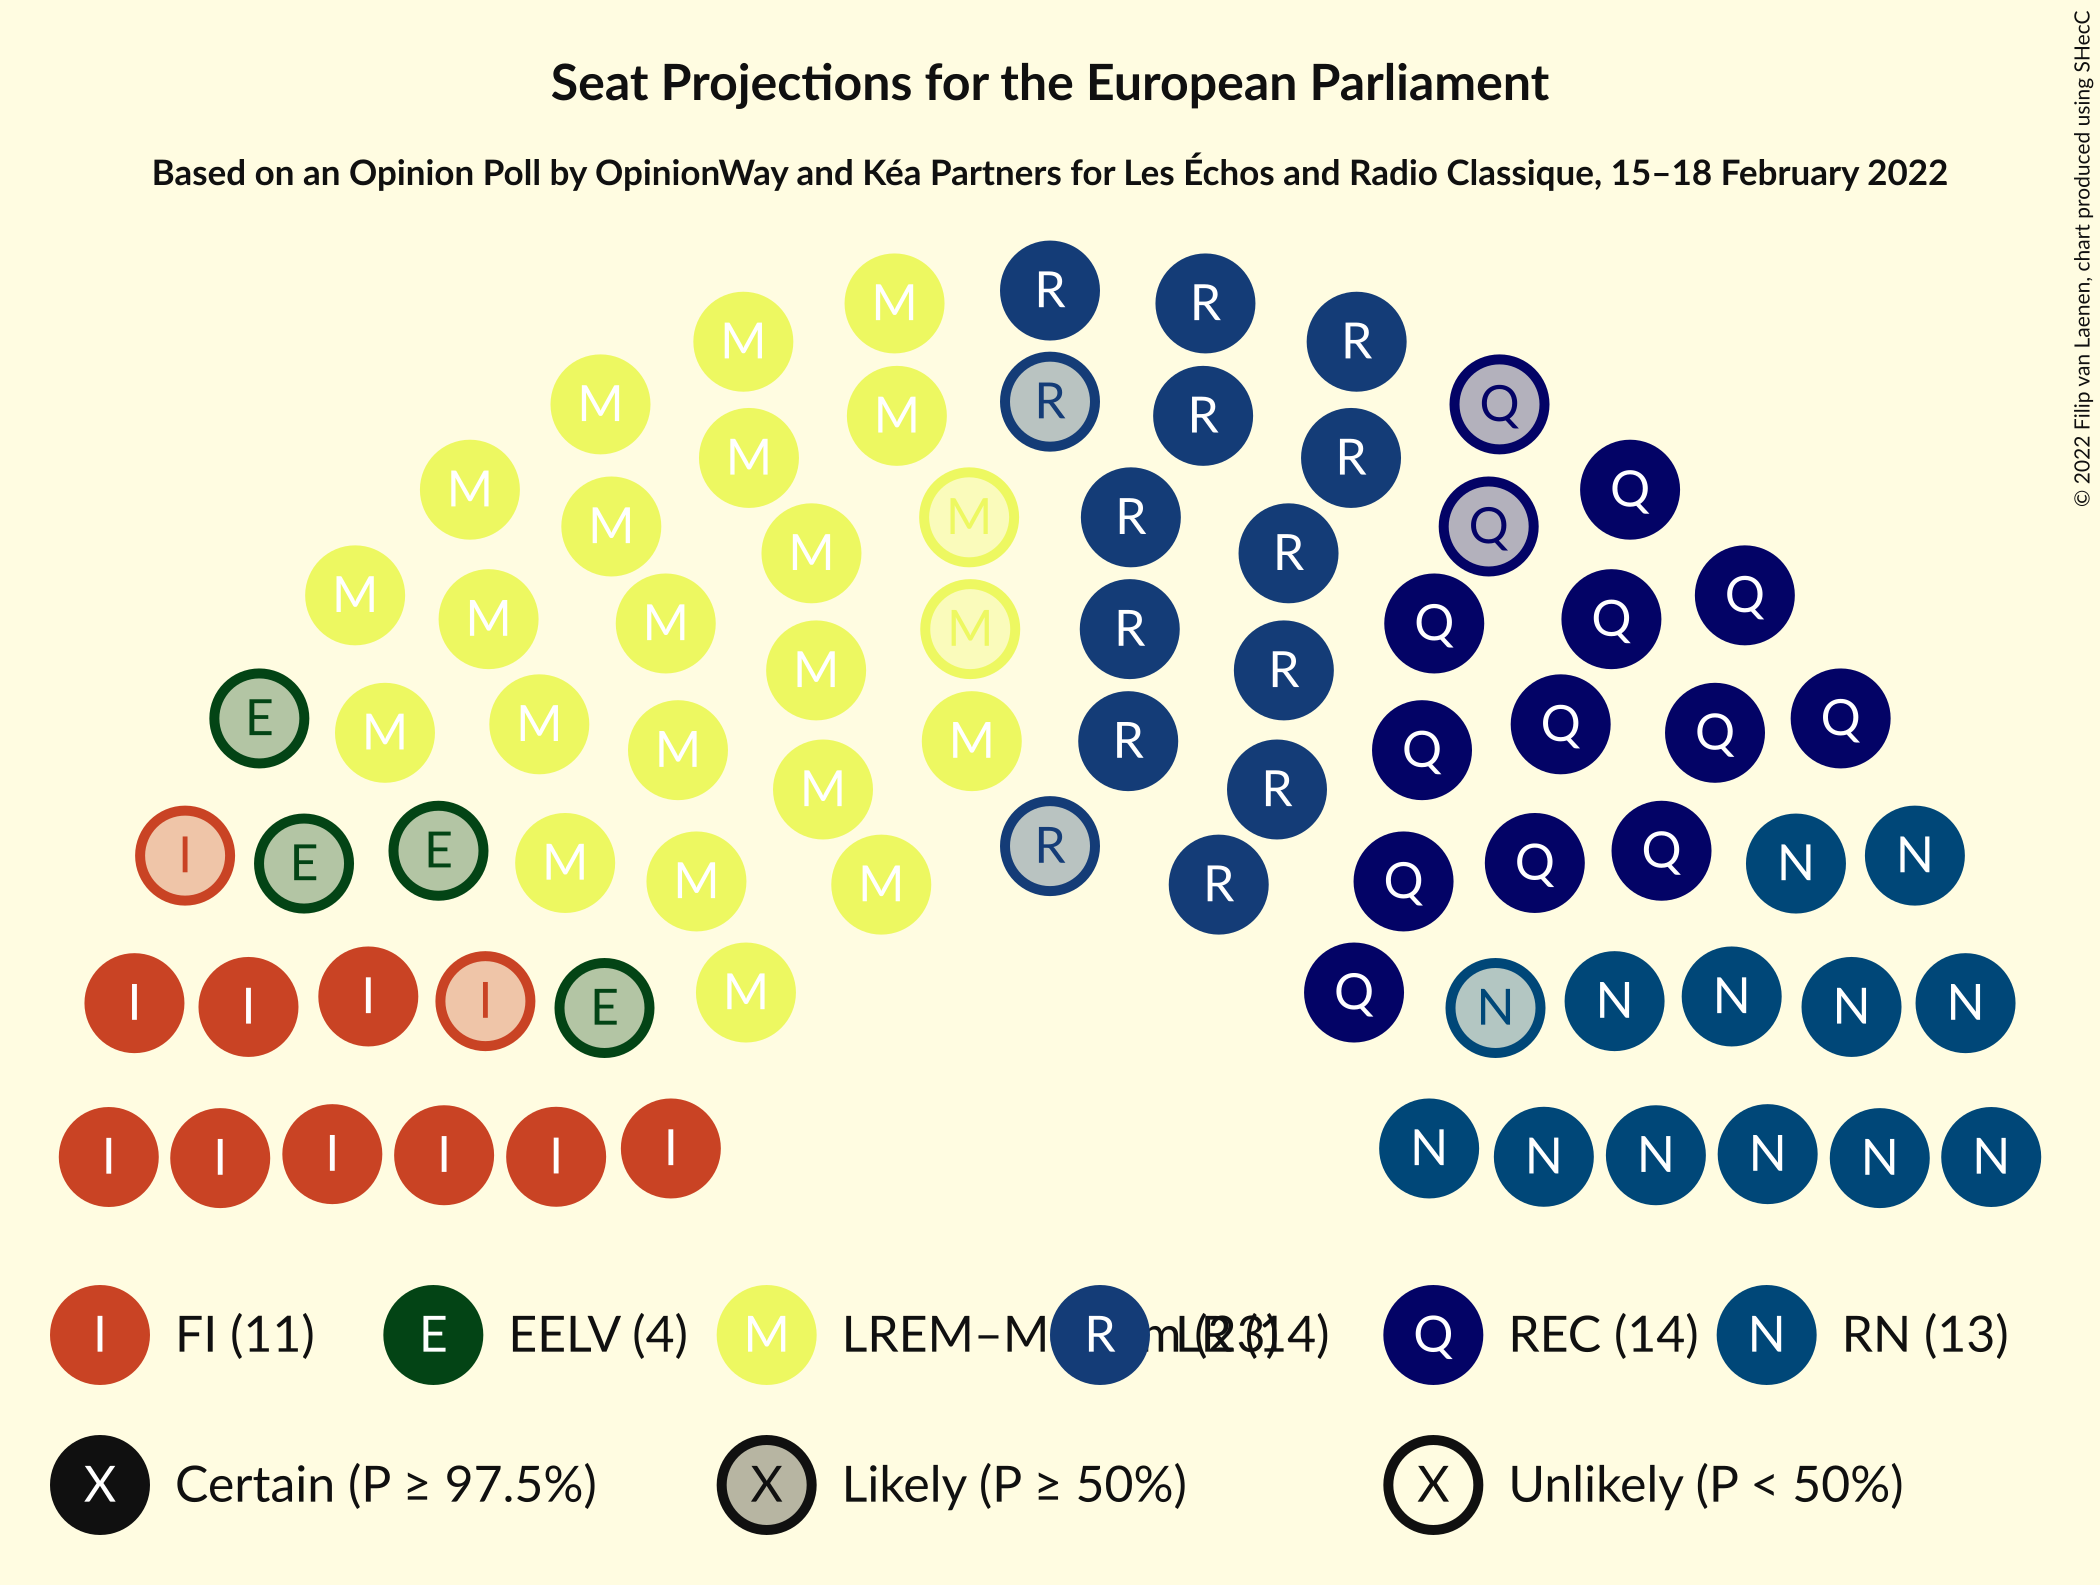 Seat Projections for the European Parliament
Based on an Opinion Poll by OpinionWay and Kéa Partners for Les Échos and Radio Classique, 15–18 February 2022
© 2022 Filip van Laenen, chart produced using SHecC
R
M R
M R
M R Q
M R
M R
M Q
M M R Q
M R
M Q
M M Q
M R
M Q
M R
E Q
M M Q Q
M R
M Q
M R
R
I E E M Q Q N N
M Q
M R
M Q
I I I I E N N N N N
I I I I I I N N N N N N
I FI (11) E EELV (4) M LREM–M m (23) R LR (14) Q REC (14) N RN (13)
X Certain (P ≥ 97.5%) X Likely (P ≥ 50%) X Unlikely (P < 50%)